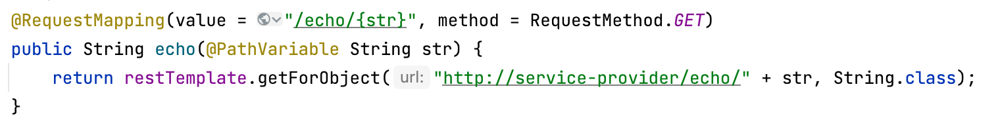 @RequestMapping(value = "/echo/{str}", method = RequestMethod.GET)
public String echo(@PathVariable String str) {
    return restTemplate.getForObject( url: "http://service-provider/echo/" + str, String.class);
}